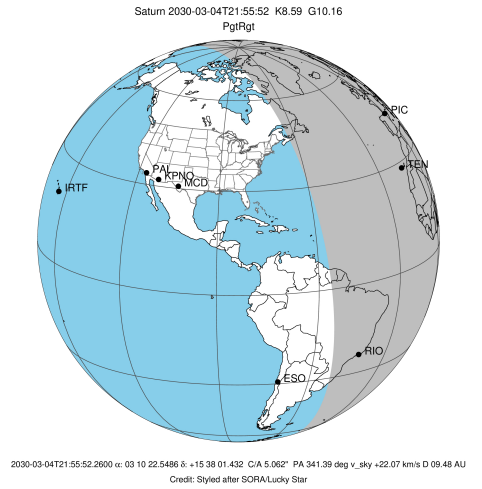 Saturn 2030-03-04T21:55:52 K8.59 G10.16
PgtRgt
PIC
TEN
PAL
KPNO
MCD
IRTF
RIO
ESO
2030-03-04T21:55:52.2600 α: 03 10 22.5486 δ: +15 38 01.432 C/A 5.062" PA 341.39 deg v_sky +22.07 km/s D 09.48 AU
Credit: Styled after SORA/Lucky Star